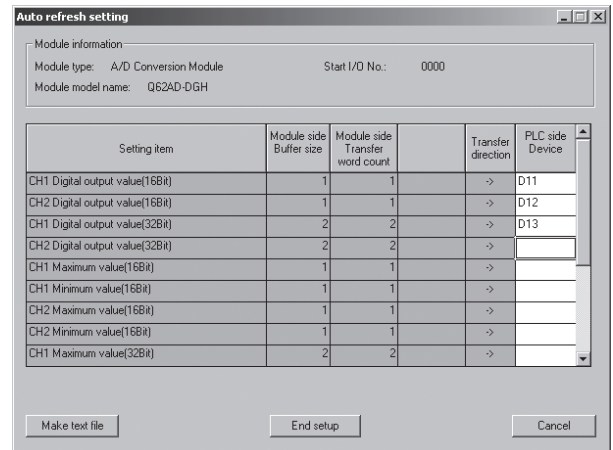 Auto refresh setting
Module information
Module type: A/D Conversion Module Start I/O No.: 0000
Module model name: Q62AD-DGH
Setting item Module side Buffer size Module side Transfer word count Transfer direction PLC side Device
CH1 Digital output value(16Bit) 1 1 -> D11
CH2 Digital output value(16Bit) 1 1 -> D12
CH1 Digital output value(32Bit) 2 2 -> D13
CH2 Digital output value(32Bit) 2 2 ->
CH1 Maximum value(16Bit) 1 1 ->
CH1 Minimum value(16Bit) 1 1 ->
CH2 Maximum value(16Bit) 1 1 ->
CH2 Minimum value(16Bit) 1 1 ->
CH1 Maximum value(32Bit) 2 2 ->
Make text file End setup Cancel